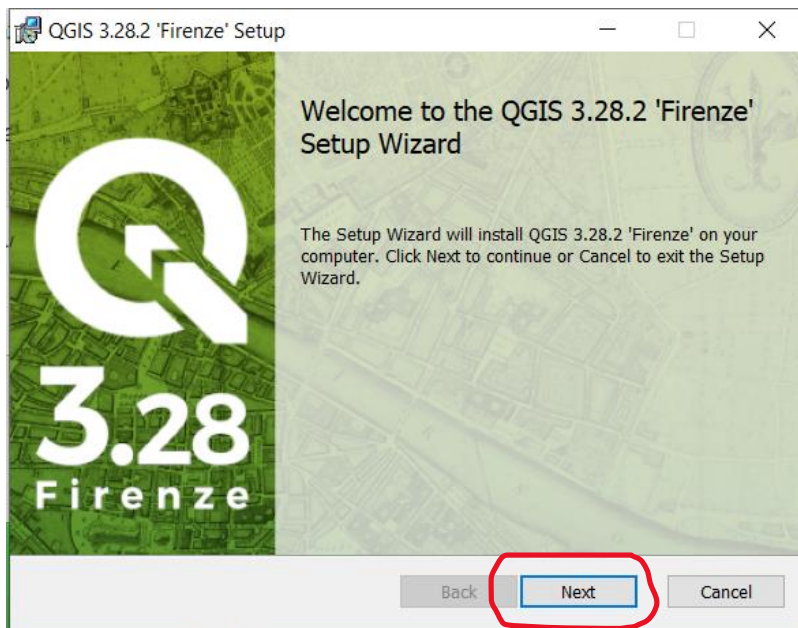 QGIS 3.28.2 'Firenze' Setup
Welcome to the QGIS 3.28.2 'Firenze'
Setup Wizard
The Setup Wizard will install QGIS 3.28.2 'Firenze' on your
computer. Click Next to continue or Cancel to exit the Setup
Wizard.
3.28
Firenze
Back
Next
Cancel